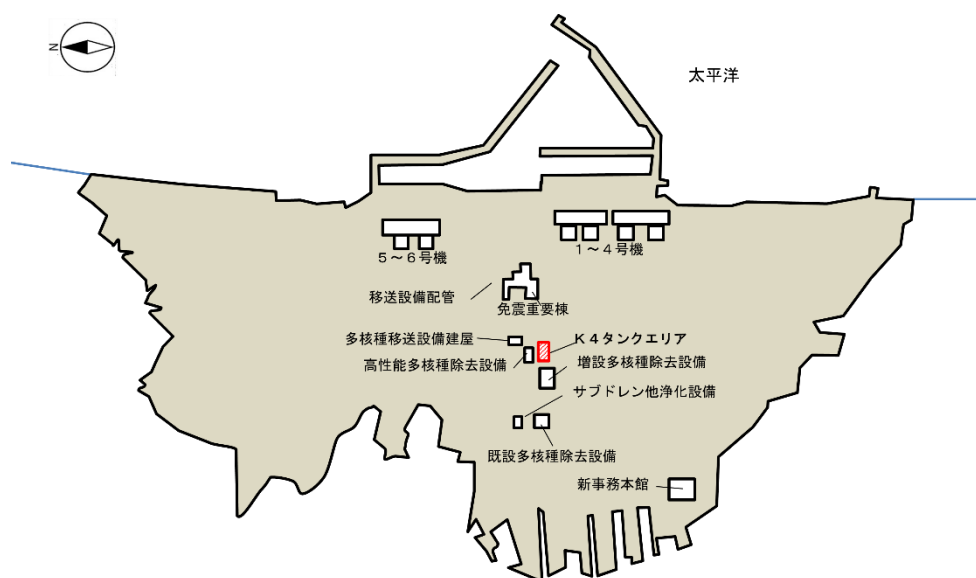 N
太平洋
5～6号機
1～4号機
移送設備配管
免震重要棟
多核種移送設備建屋
K4タンクエリア
高性能多核種除去設備
増設多核種除去設備
サブドレン他浄化設備
既設多核種除去設備
新事務本館